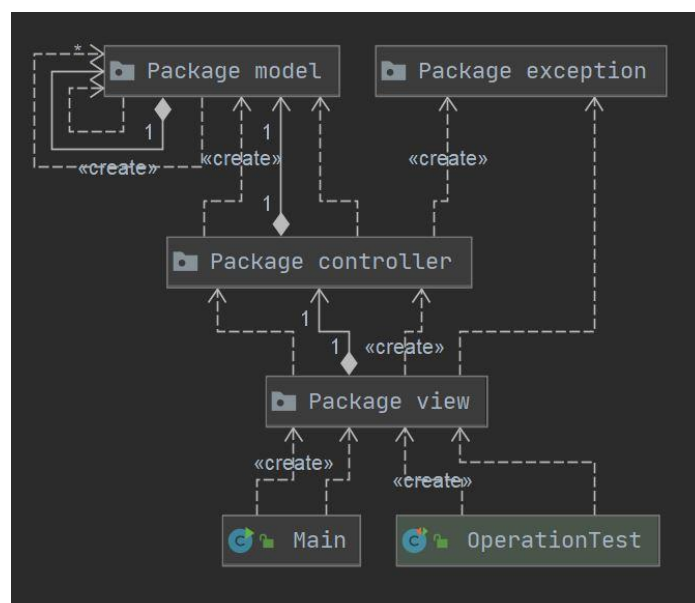 *
Package model
Package exception
1
1
«create»
«create»
«create»
1
Package controller
1
1
«create»
Package view
«create»
«create»
Main
OperationTest